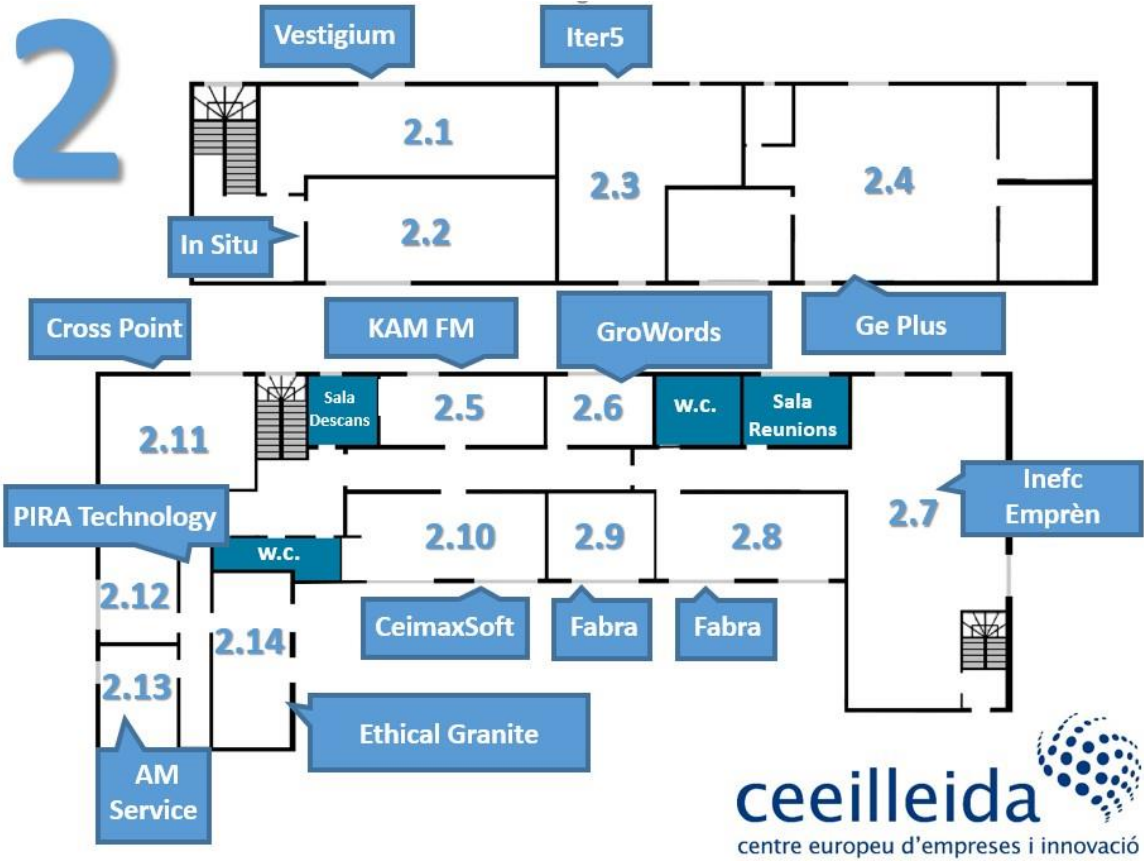 2
Vestigium
Iter5
2.1
2.3
2.4
2.2
In Situ
Cross Point
KAM FM
GroWords
Ge Plus
Sala
Descans
2.5
2.6
w.c.
Sala
Reunions
2.11
Inefc
Emprèn
PIRA Technology
2.10
2.9
2.8
2.7
w.c.
2.12
CeimaxSoft
Fabra
Fabra
2.14
2.13
Ethical Granite
AM
Service
ceeilleida
centre europeu d'empreses i innovació